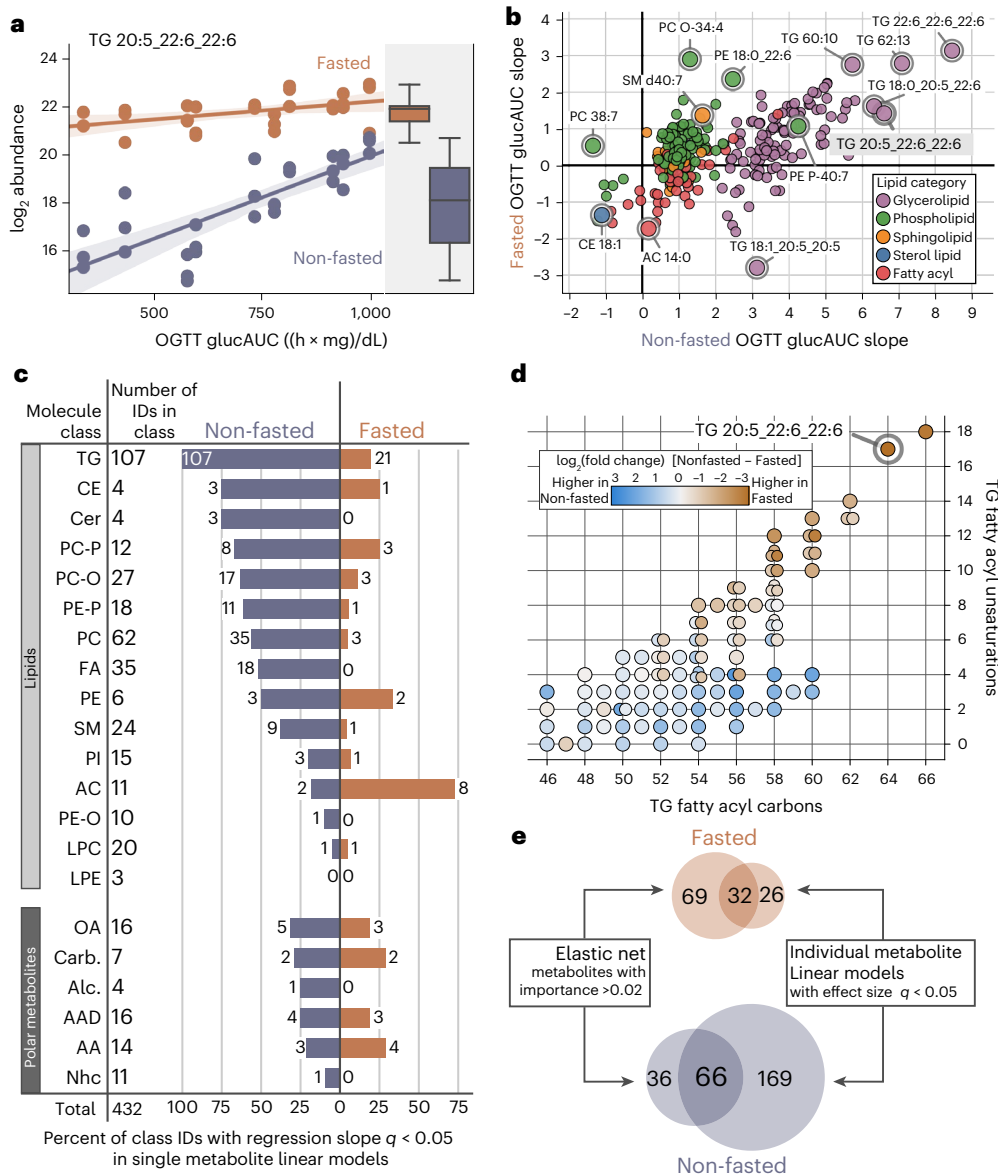 a
TG 20:5_22:6_22:6
Fasted
Non-fasted
log2 abundance
24
22
20
18
16
500
750
1,000
OGTT glucAUC ((h × mg)/dL)
b
Fasted OGTT glucAUC slope
4
3
2
1
0
−1
−2
−3
PC O-34:4
TG 60:10
TG 22:6_22:6_22:6
TG 62:13
PE 18:0_22:6
SM d40:7
TG 18:0_20:5_22:6
PC 38:7
TG 20:5_22:6_22:6
PE P-40:7
CE 18:1
AC 14:0
TG 18:1_20:5_20:5
Lipid category
Glycerolipid
Phospholipid
Sphingolipid
Sterol lipid
Fatty acyl
−2 −1 0 1 2 3 4 5 6 7 8 9
Non-fasted OGTT glucAUC slope
c
Molecule class
Number of IDs in class
Non-fasted
Fasted
Lipids
TG 107 107 21
CE 4 3 1
Cer 4 3 0
PC-P 12 8 3
PC-O 27 17 3
PE-P 18 11 1
PC 62 35 3
FA 35 18 0
PE 6 3 2
SM 24 9 1
PI 15 3 1
AC 11 2 8
PE-O 10 1 0
LPC 20 1 1
LPE 3 0 0
Polar metabolites
OA 16 5 3
Carb. 7 2 2
Alc. 4 1 0
AAD 16 4 3
AA 14 3 4
Nhc 11 1 0
Total 432 100 75 50 25 0 25 50 75
Percent of class IDs with regression slope q < 0.05
in single metabolite linear models
d
TG 20:5_22:6_22:6
log2(fold change) [Nonfasted – Fasted]
Higher in Non-fasted
3 2 1 0 −1 −2 −3
Higher in Fasted
18
16
14
12
10
8
6
4
2
0
TG fatty acyl unsaturations
46 48 50 52 54 56 58 60 62 64 66
TG fatty acyl carbons
e
Fasted
69 32 26
Elastic net
metabolites with
importance >0.02
Individual metabolite
Linear models
with effect size q < 0.05
36 66 169
Non-fasted